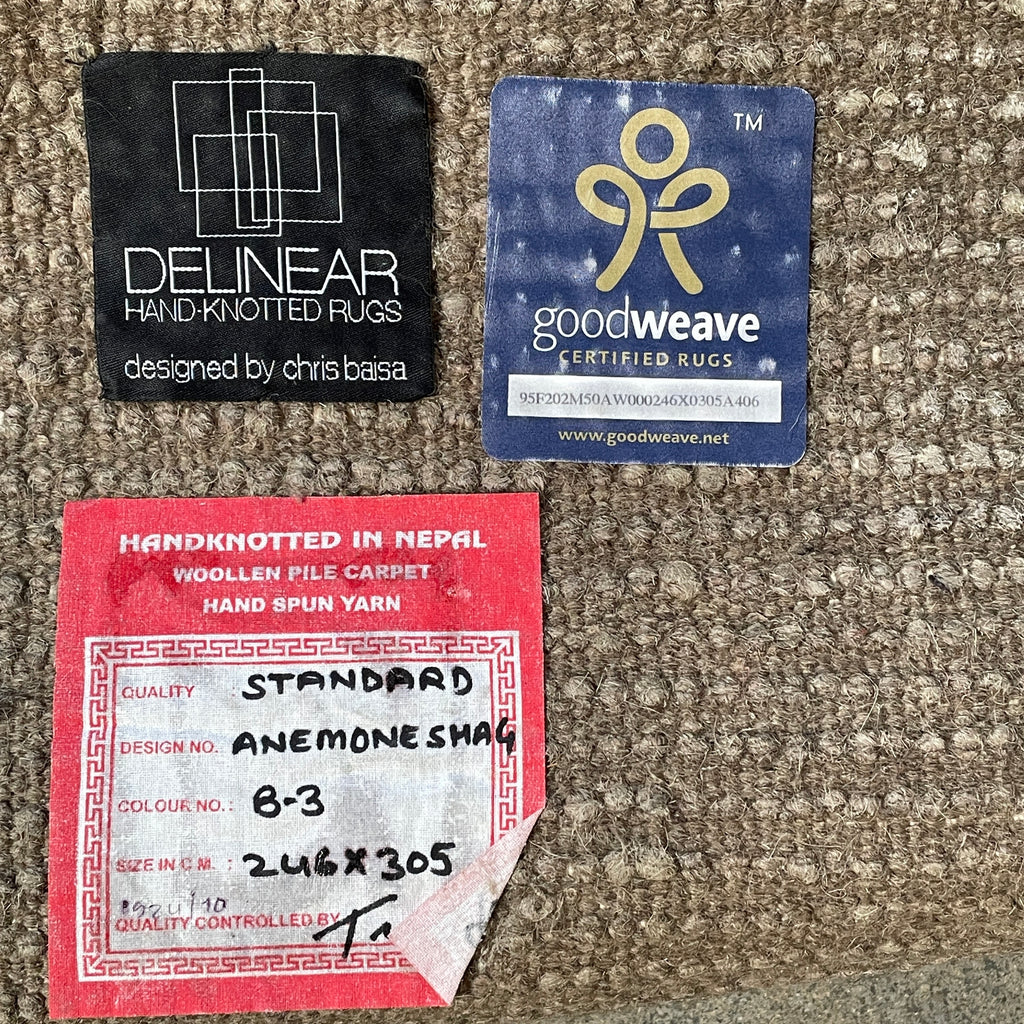 DELINEAR
HAND-KNOTTED RUGS
designed by chris baisa
TM
goodweave
CERTIFIED RUGS
95F202M50AW000246X0305A406
www.goodweave.net
HANDKNOTTED IN NEPAL
WOOLLEN PILE CARPET
HAND SPUN YARN
QUALITY : STANDARD
DESIGN NO. ANEMONE SHAG
COLOUR NO. : B-3
SIZE IN C.M. : 246X305
QUALITY CONTROLLED BY